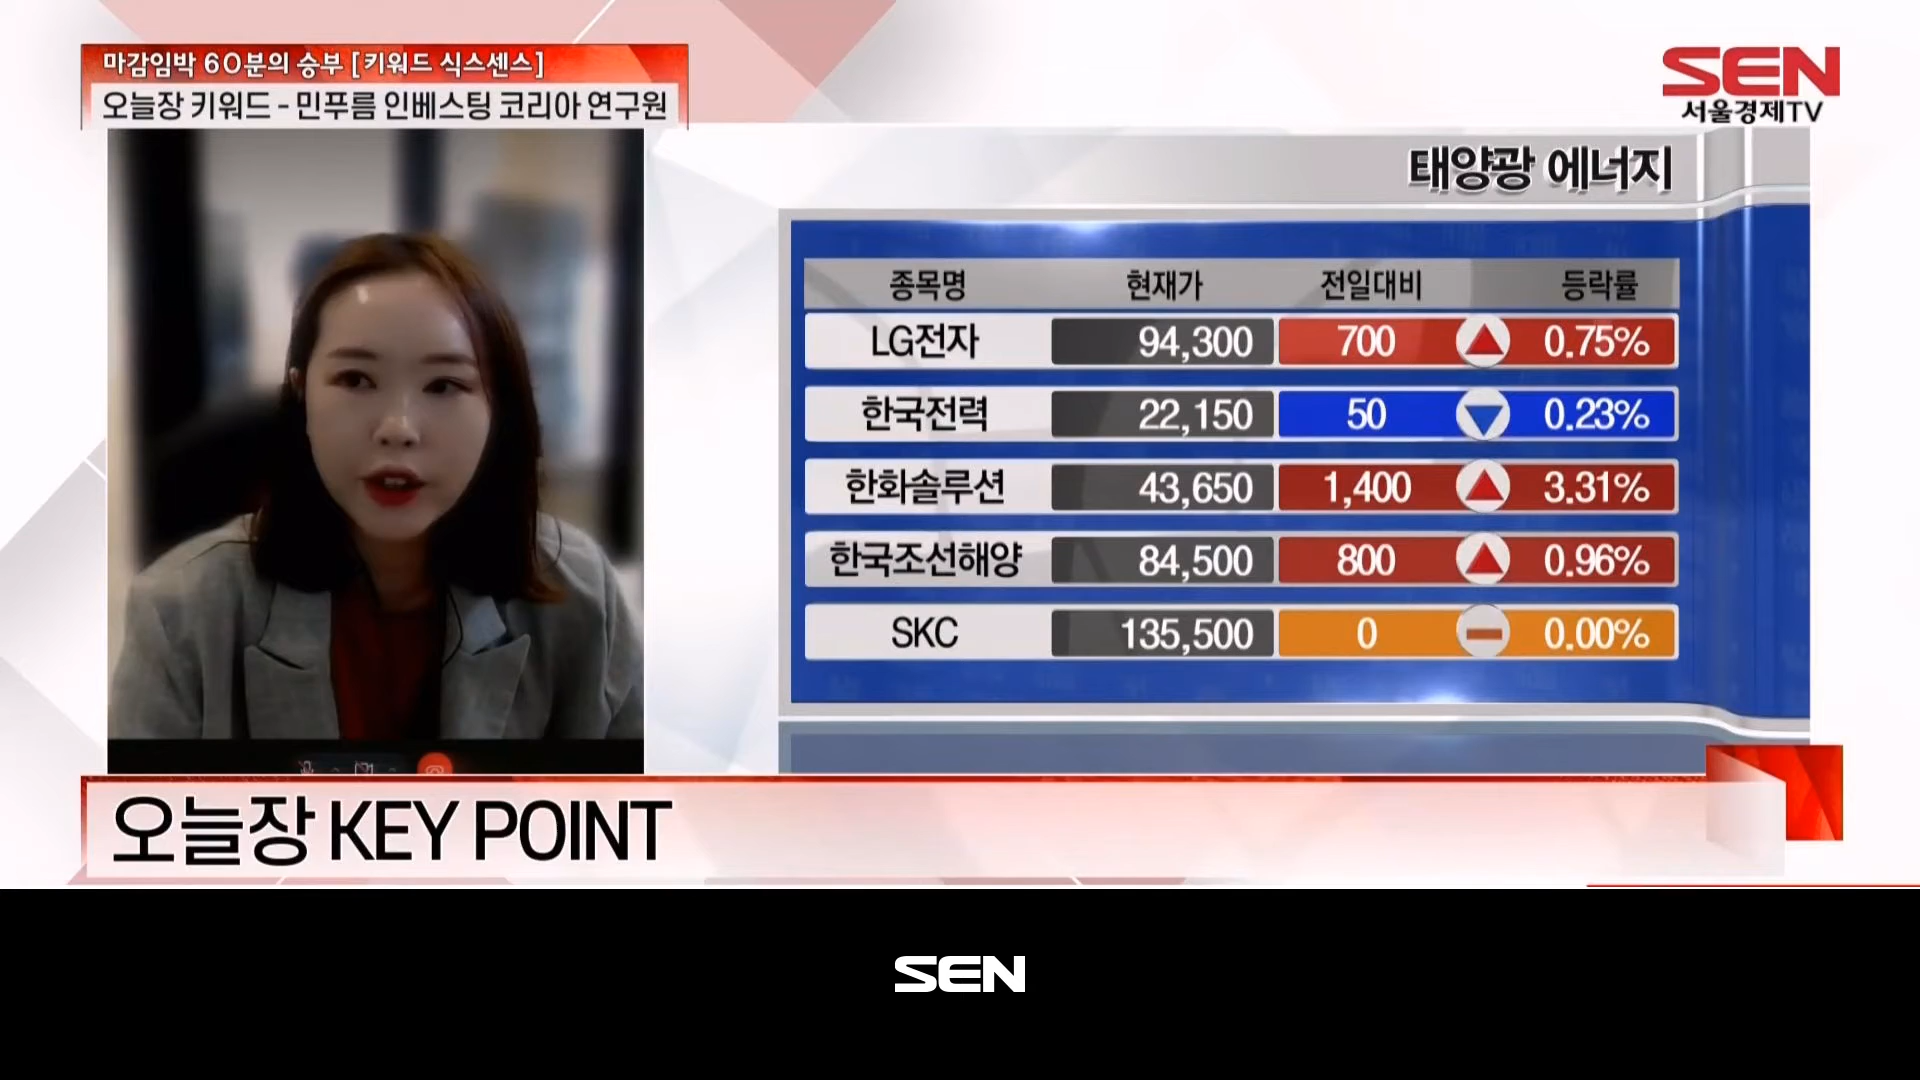 마감임박 60분의 승부 [키워드 식스센스]
오늘장 키워드 - 민푸름 인베스팅 코리아 연구원
SEN
서울경제TV
태양광 에너지
종목명 현재가 전일대비 등락률
LG전자 94,300 700 ▲ 0.75%
한국전력 22,150 50 ▼ 0.23%
한화솔루션 43,650 1,400 ▲ 3.31%
한국조선해양 84,500 800 ▲ 0.96%
SKC 135,500 0 - 0.00%
오늘장 KEY POINT
SEN